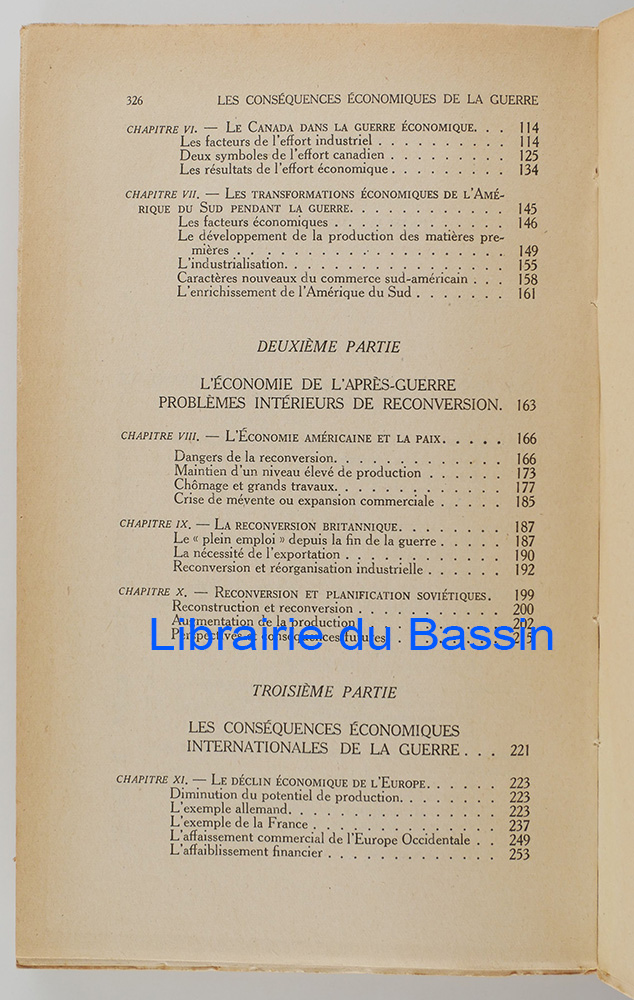 326 LES CONSÉQUENCES ÉCONOMIQUES DE LA GUERRE
CHAPITRE VI. — LE CANADA DANS LA GUERRE ÉCONOMIQUE. . . 114
Les facteurs de l'effort industriel . . . . . . . . . . 114
Deux symboles de l'effort canadien . . . . . . . . . 125
Les résultats de l'effort économique . . . . . . . . . 134
CHAPITRE VII. — LES TRANSFORMATIONS ÉCONOMIQUES DE L'AMÉ-
RIQUE DU SUD PENDANT LA GUERRE. . . . . . . . . . . 145
Les facteurs économiques . . . . . . . . . . . . . 146
Le développement de la production des matières pre-
mières . . . . . . . . . . . . . . . . . . . . 149
L'industrialisation. . . . . . . . . . . . . . . . . 155
Caractères nouveaux du commerce sud-américain . . . 158
L'enrichissement de l'Amérique du Sud . . . . . . . 161
DEUXIÈME PARTIE
L'ÉCONOMIE DE L'APRÈS-GUERRE
PROBLÈMES INTÉRIEURS DE RECONVERSION. 163
CHAPITRE VIII. — L'ÉCONOMIE AMÉRICAINE ET LA PAIX. . . . . 166
Dangers de la reconversion. . . . . . . . . . . . . 166
Maintien d'un niveau élevé de production . . . . . . 173
Chômage et grands travaux. . . . . . . . . . . . . 177
Crise de mévente ou expansion commerciale . . . . . 185
CHAPITRE IX. — LA RECONVERSION BRITANNIQUE. . . . . . . . 187
Le « plein emploi » depuis la fin de la guerre . . . . . 187
La nécessité de l'exportation . . . . . . . . . . . . 190
Reconversion et réorganisation industrielle . . . . . . 192
CHAPITRE X. — RECONVERSION ET PLANIFICATION SOVIÉTIQUES. 199
Reconstruction et reconversion . . . . . . . . . . . 200
Augmentation de la production . . . . . . . . . . . 202
Perspectives et conséquences futures . . . . . . . . 215
Librairie du Bassin
TROISIÈME PARTIE
LES CONSÉQUENCES ÉCONOMIQUES
INTERNATIONALES DE LA GUERRE . . . 221
CHAPITRE XI. — LE DÉCLIN ÉCONOMIQUE DE L'EUROPE. . . . . . 223
Diminution du potentiel de production. . . . . . . . 223
L'exemple allemand. . . . . . . . . . . . . . . . 223
L'exemple de la France . . . . . . . . . . . . . . 237
L'affaissement commercial de l'Europe Occidentale . . 249
L'affaiblissement financier . . . . . . . . . . . . . 253